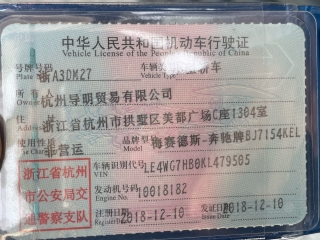 中华人民共和国机动车行驶证
Vehicle License of the People's Republic of China
号牌号码 浙A3DM27 车辆类型 轿车
Plate Vehicle Type
所 杭州导明贸易有限公司
Owner
住
浙江省杭州市拱墅区美都广场C座1304室
使用性质 非营运 品牌型号 梅赛德斯-奔驰牌BJ7154KEL
Use Model
浙江省杭州 车辆识别代号 LE4WG7HB0KL479505
VIN
市公安局交 发动机号码 10018182
Engine No.
通警察支队 注册日期 2018-12-10 发证日期 2018-12-10
Register Date Issue Date